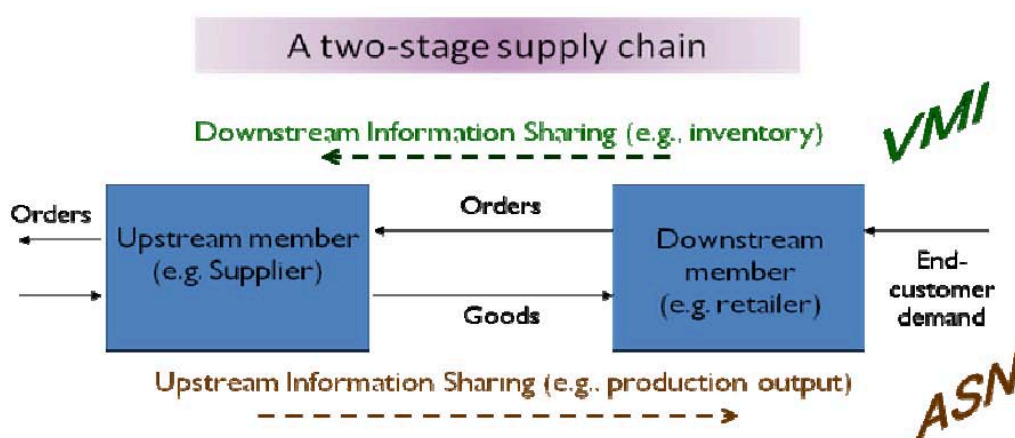 A two-stage supply chain
Downstream Information Sharing (e.g., inventory)
VMI
Orders
Upstream member
(e.g. Supplier)
Orders
Goods
Downstream
member
(e.g. retailer)
End-
customer
demand
Upstream Information Sharing (e.g., production output)
ASN